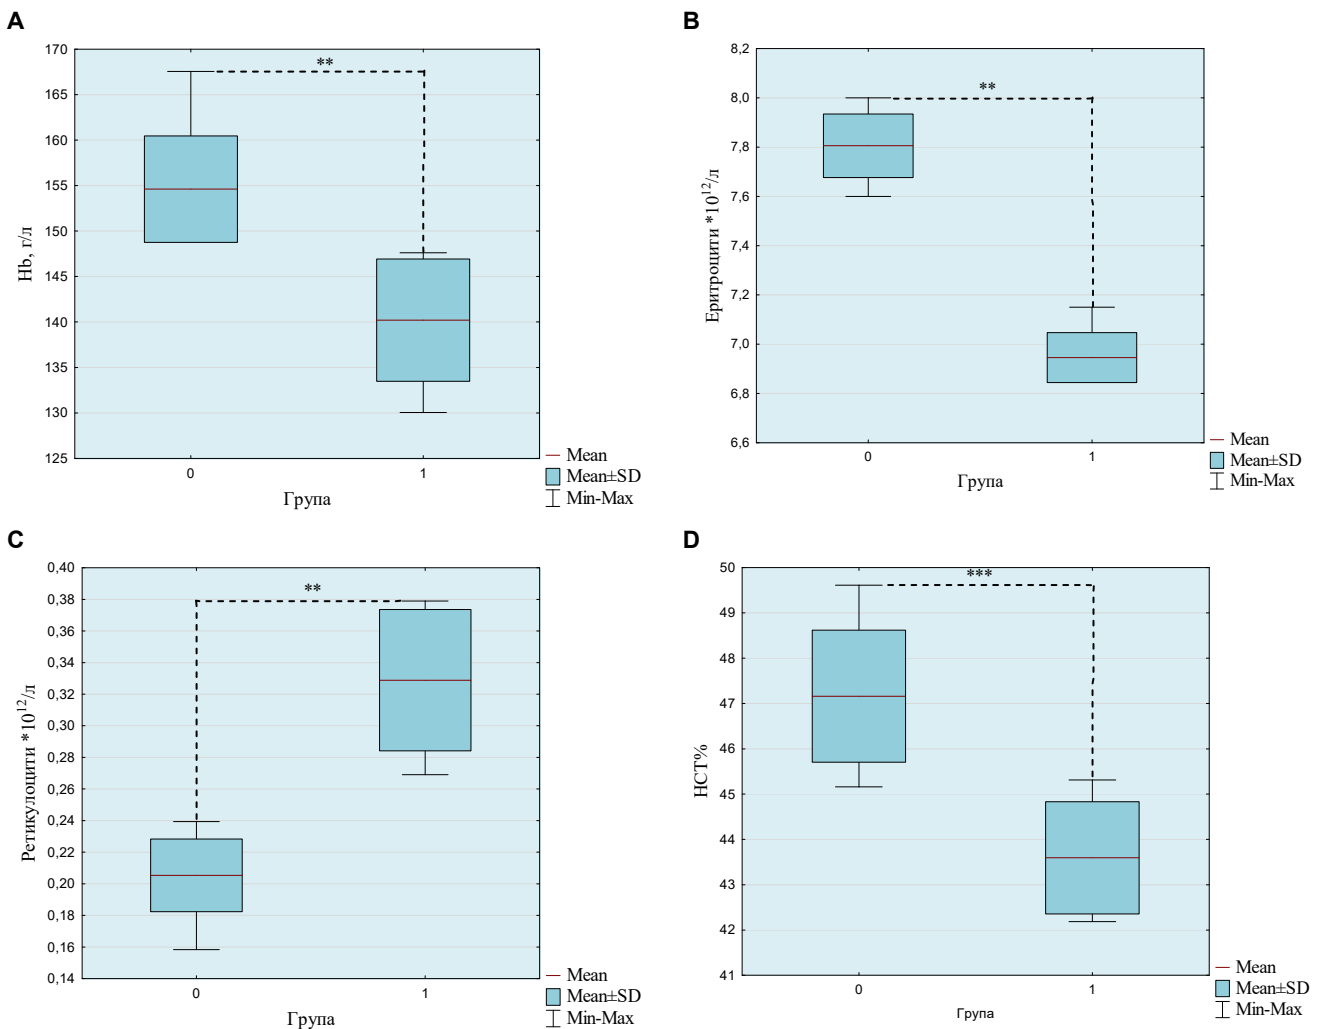 A
170
165
160
155
150
145
140
135
130
125
Hb, г/л
**
0
1
Група
Mean
Mean±SD
Min-Max
B
8,2
8,0
7,8
7,6
7,4
7,2
7,0
6,8
6,6
Еритроцити *10¹²/л
**
0
1
Група
Mean
Mean±SD
Min-Max
C
0,40
0,38
0,36
0,34
0,32
0,30
0,28
0,26
0,24
0,22
0,20
0,18
0,16
0,14
Ретикулоцити *10¹²/л
**
0
1
Група
Mean
Mean±SD
Min-Max
D
50
49
48
47
46
45
44
43
42
41
НСТ%
***
0
1
Група
Mean
Mean±SD
Min-Max